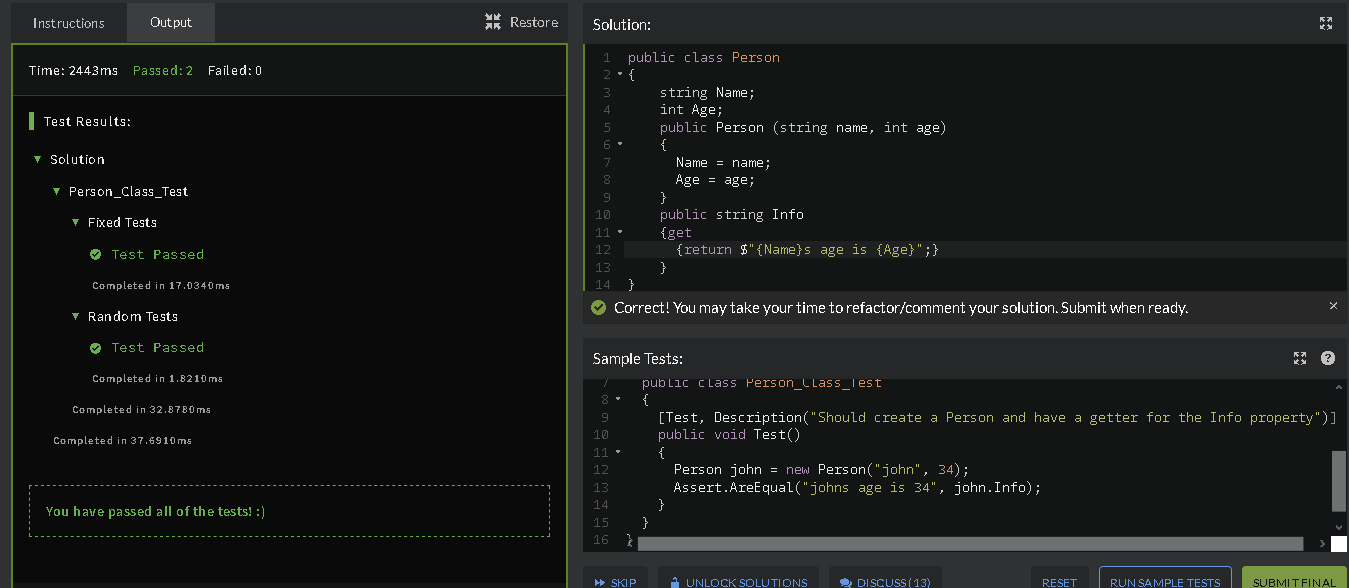 Instructions
Output
Restore
Time: 2443ms Passed: 2 Failed: 0
Test Results:
Solution
Person_Class_Test
Fixed Tests
Test Passed
Completed in 17.0340ms
Random Tests
Test Passed
Completed in 1.8210ms
Completed in 32.8780ms
Completed in 37.6910ms
You have passed all of the tests! :)
Solution:
1 public class Person
2 {
3 string Name;
4 int Age;
5 public Person (string name, int age)
6 {
7 Name = name;
8 Age = age;
9 }
10 public string Info
11 {get
12 {return $"{Name}s age is {Age}";}
13 }
14 }
Correct! You may take your time to refactor/comment your solution. Submit when ready.
Sample Tests:
7 public class Person_Class_Test
8 {
9 [Test, Description("Should create a Person and have a getter for the Info property")]
10 public void Test()
11 {
12 Person john = new Person("john", 34);
13 Assert.AreEqual("johns age is 34", john.Info);
14 }
15 }
16 }
SKIP
UNLOCK SOLUTIONS
DISCUSS (13)
RESET
RUN SAMPLE TESTS
SUBMIT FINAL